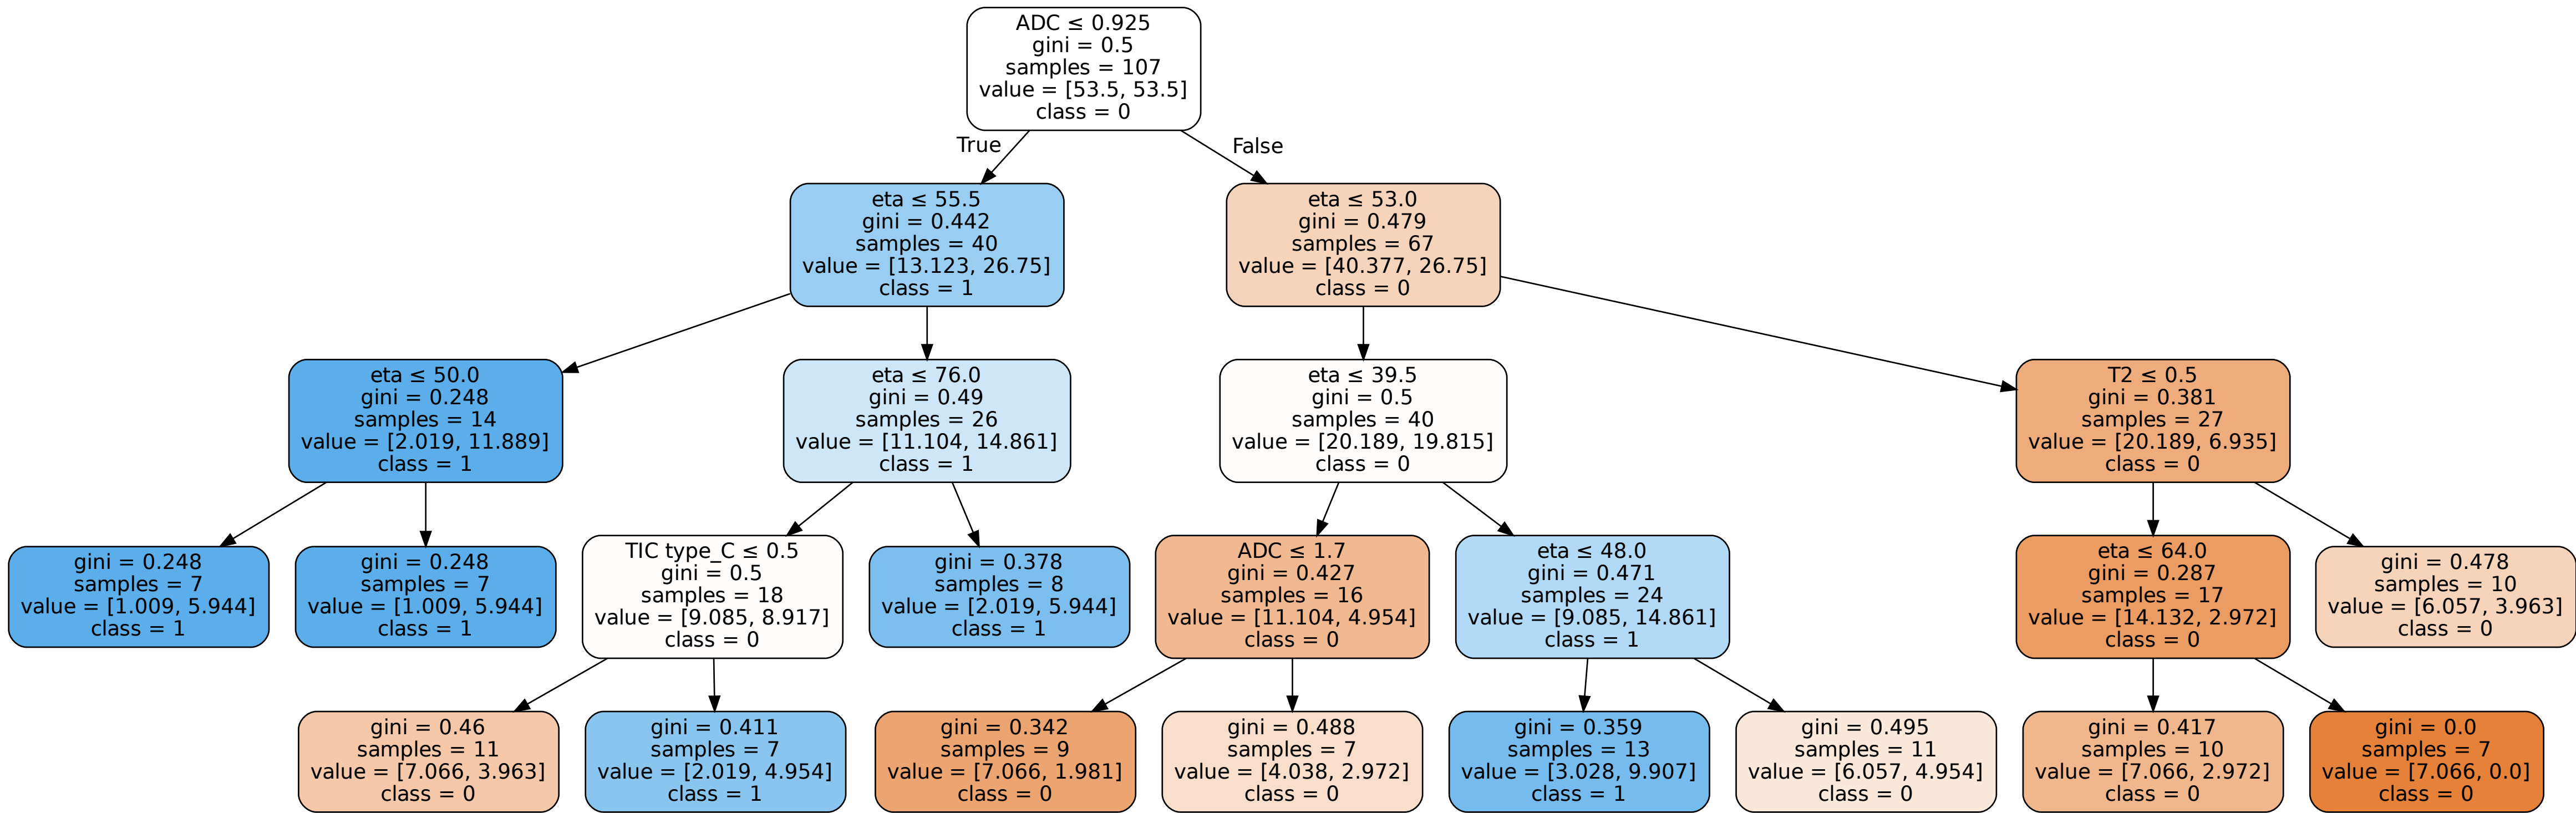 ADC ≤ 0.925
gini = 0.5
samples = 107
value = [53.5, 53.5]
class = 0
True
False
eta ≤ 55.5
gini = 0.442
samples = 40
value = [13.123, 26.75]
class = 1
eta ≤ 53.0
gini = 0.479
samples = 67
value = [40.377, 26.75]
class = 0
eta ≤ 50.0
gini = 0.248
samples = 14
value = [2.019, 11.889]
class = 1
eta ≤ 76.0
gini = 0.49
samples = 26
value = [11.104, 14.861]
class = 1
eta ≤ 39.5
gini = 0.5
samples = 40
value = [20.189, 19.815]
class = 0
T2 ≤ 0.5
gini = 0.381
samples = 27
value = [20.189, 6.935]
class = 0
gini = 0.248
samples = 7
value = [1.009, 5.944]
class = 1
gini = 0.248
samples = 7
value = [1.009, 5.944]
class = 1
TIC type_C ≤ 0.5
gini = 0.5
samples = 18
value = [9.085, 8.917]
class = 0
gini = 0.378
samples = 8
value = [2.019, 5.944]
class = 1
ADC ≤ 1.7
gini = 0.427
samples = 16
value = [11.104, 4.954]
class = 0
eta ≤ 48.0
gini = 0.471
samples = 24
value = [9.085, 14.861]
class = 1
eta ≤ 64.0
gini = 0.287
samples = 17
value = [14.132, 2.972]
class = 0
gini = 0.478
samples = 10
value = [6.057, 3.963]
class = 0
gini = 0.46
samples = 11
value = [7.066, 3.963]
class = 0
gini = 0.411
samples = 7
value = [2.019, 4.954]
class = 1
gini = 0.342
samples = 9
value = [7.066, 1.981]
class = 0
gini = 0.488
samples = 7
value = [4.038, 2.972]
class = 0
gini = 0.359
samples = 13
value = [3.028, 9.907]
class = 1
gini = 0.495
samples = 11
value = [6.057, 4.954]
class = 0
gini = 0.417
samples = 10
value = [7.066, 2.972]
class = 0
gini = 0.0
samples = 7
value = [7.066, 0.0]
class = 0